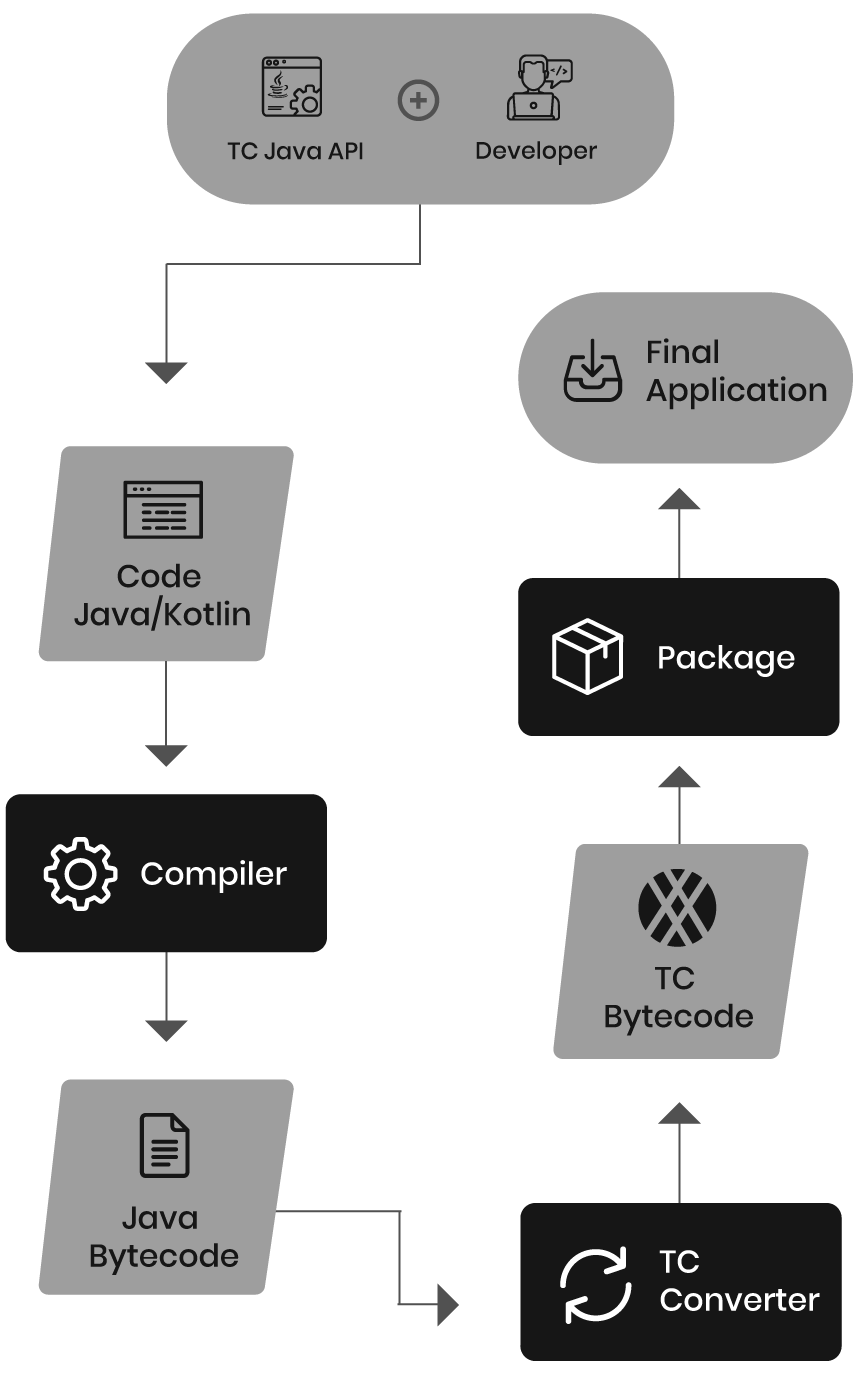 TC Java API
Developer
Code
Java/Kotlin
Compiler
Java
Bytecode
TC
Converter
TC
Bytecode
Package
Final
Application